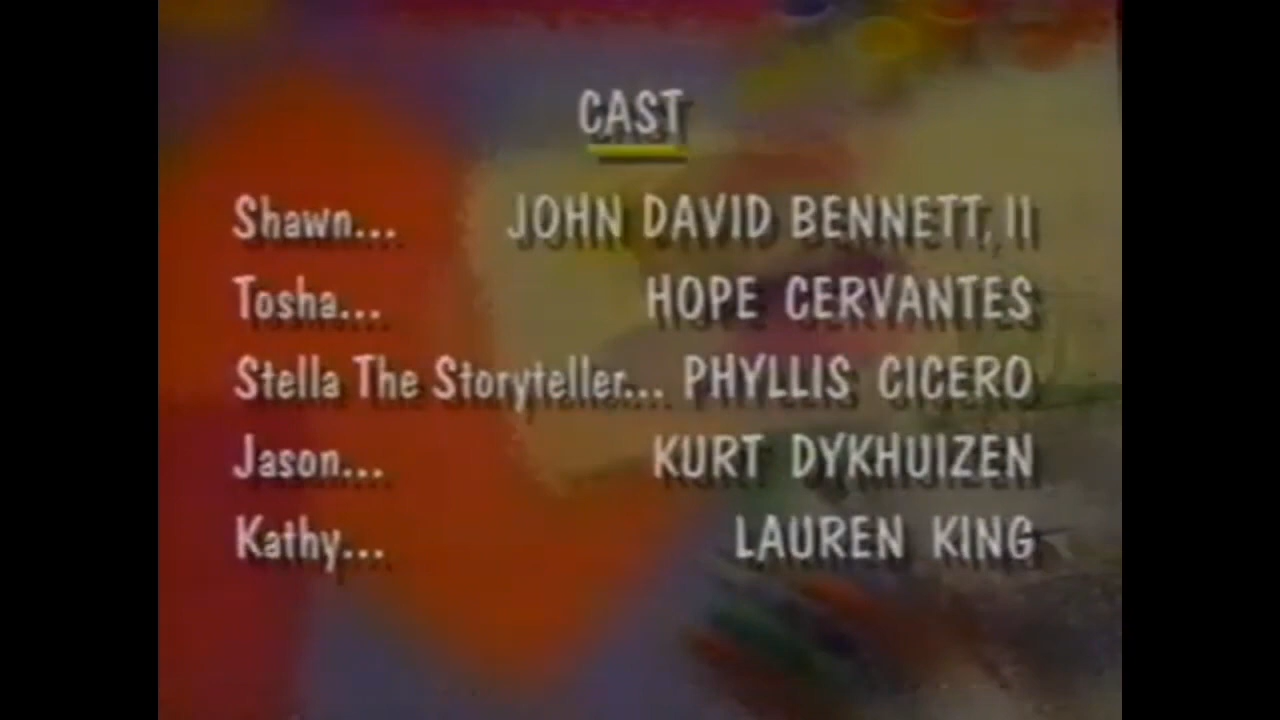 CAST
Shawn... JOHN DAVID BENNETT, II
Tosha... HOPE CERVANTES
Stella The Storyteller... PHYLLIS CICERO
Jason... KURT DYKHUIZEN
Kathy... LAUREN KING